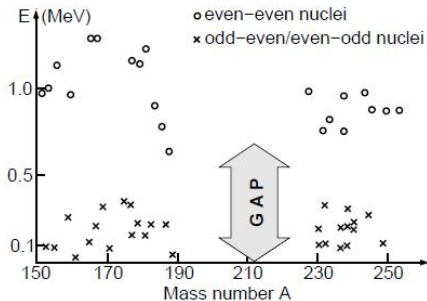 E (MeV)
o even-even nuclei
× odd-even/even-odd nuclei
1.0
0.5
0.1
GAP
150 170 190 210 230 250
Mass number A